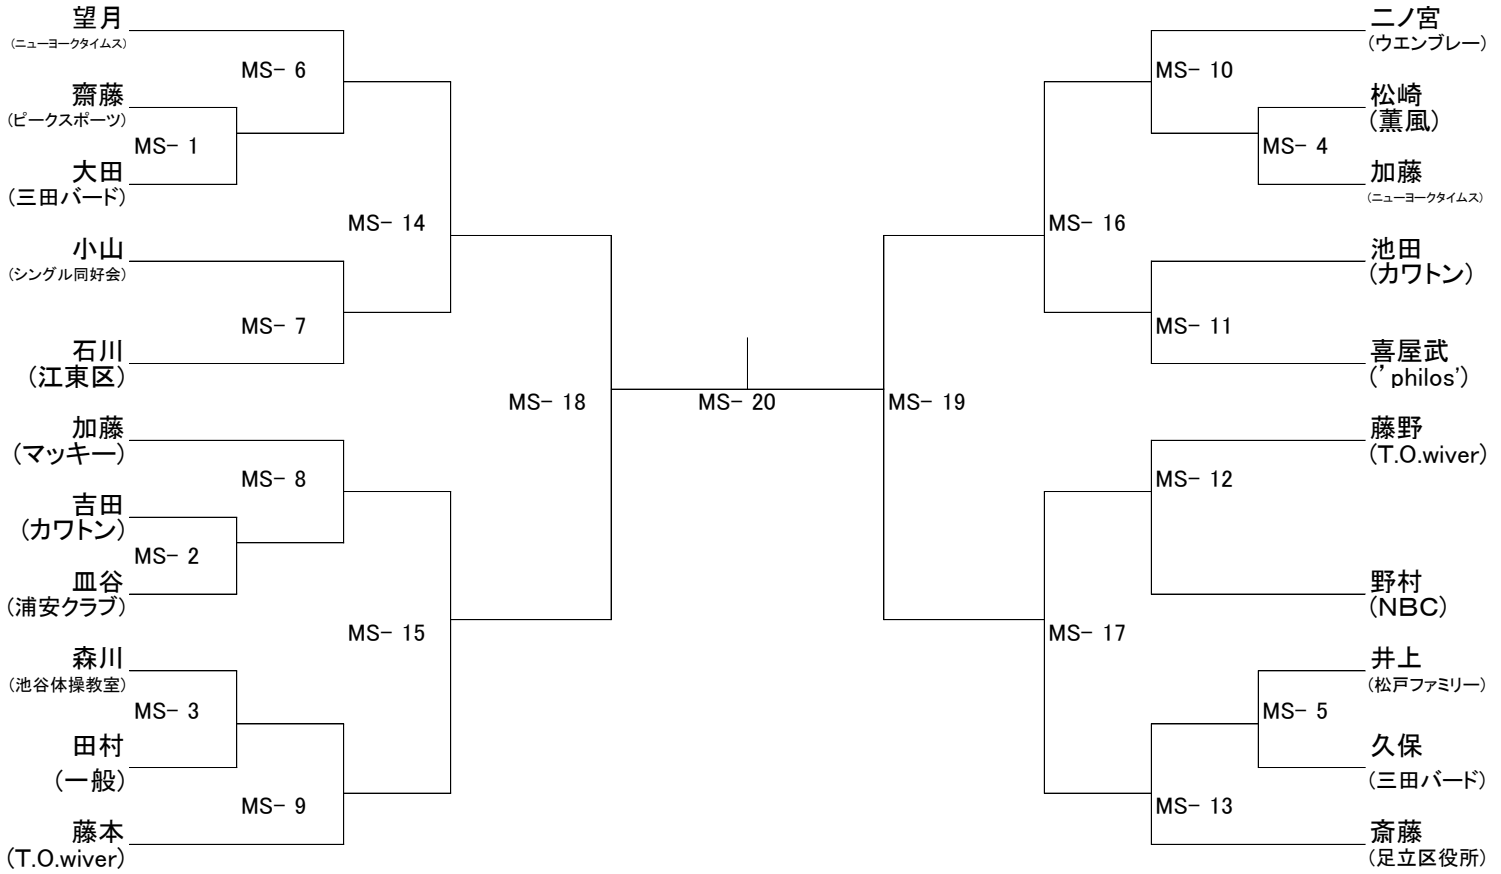 望月
(ニューヨークタイムス)
MS- 6
齋藤
(ピークスポーツ)
MS- 1
大田
(三田バード)
MS- 14
小山
(シングル同好会)
MS- 7
石川
(江東区)
MS- 18
加藤
(マッキー)
MS- 8
吉田
(カワトン)
MS- 2
皿谷
(浦安クラブ)
MS- 15
森川
(池谷体操教室)
MS- 3
田村
(一般)
MS- 9
藤本
(T.O.wiver)
MS- 20
二ノ宮
(ウエンブレー)
MS- 10
松崎
(薫風)
MS- 4
加藤
(ニューヨークタイムス)
MS- 16
池田
(カワトン)
MS- 11
喜屋武
(’philos')
MS- 19
藤野
(T.O.wiver)
MS- 12
野村
(NBC)
MS- 17
井上
(松戸ファミリー)
MS- 5
久保
(三田バード)
MS- 13
斎藤
(足立区役所)